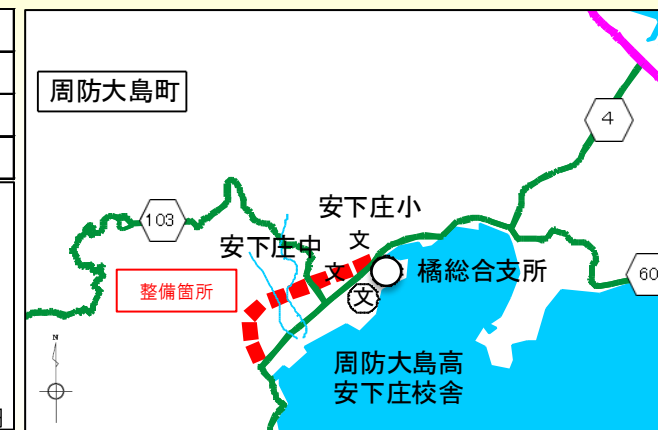 周防大島町
4
103
安下庄小
文
安下庄中
文
橘総合支所
60
整備箇所
文
N
周防大島高
安下庄校舎